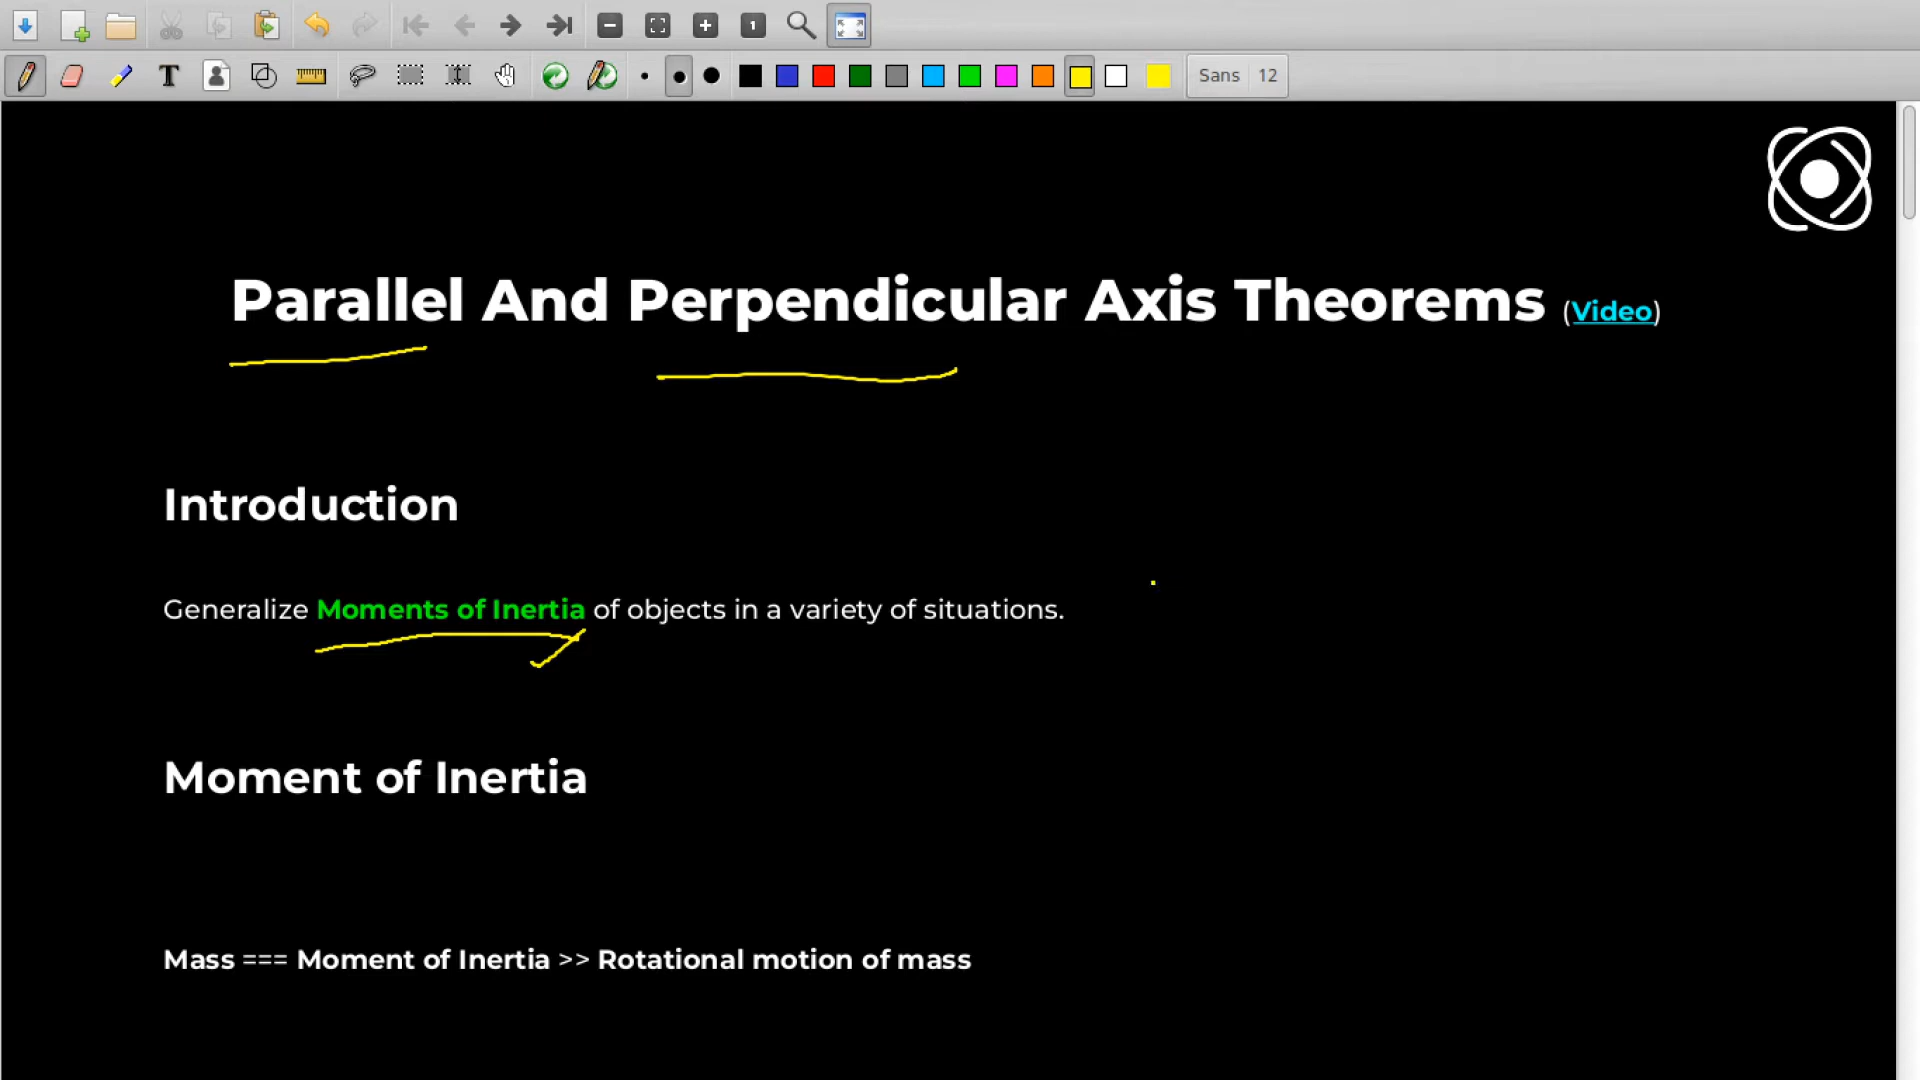 T
1
Sans 12
Parallel And Perpendicular Axis Theorems (Video)
Introduction
Generalize Moments of Inertia of objects in a variety of situations.
Moment of Inertia
Mass === Moment of Inertia >> Rotational motion of mass